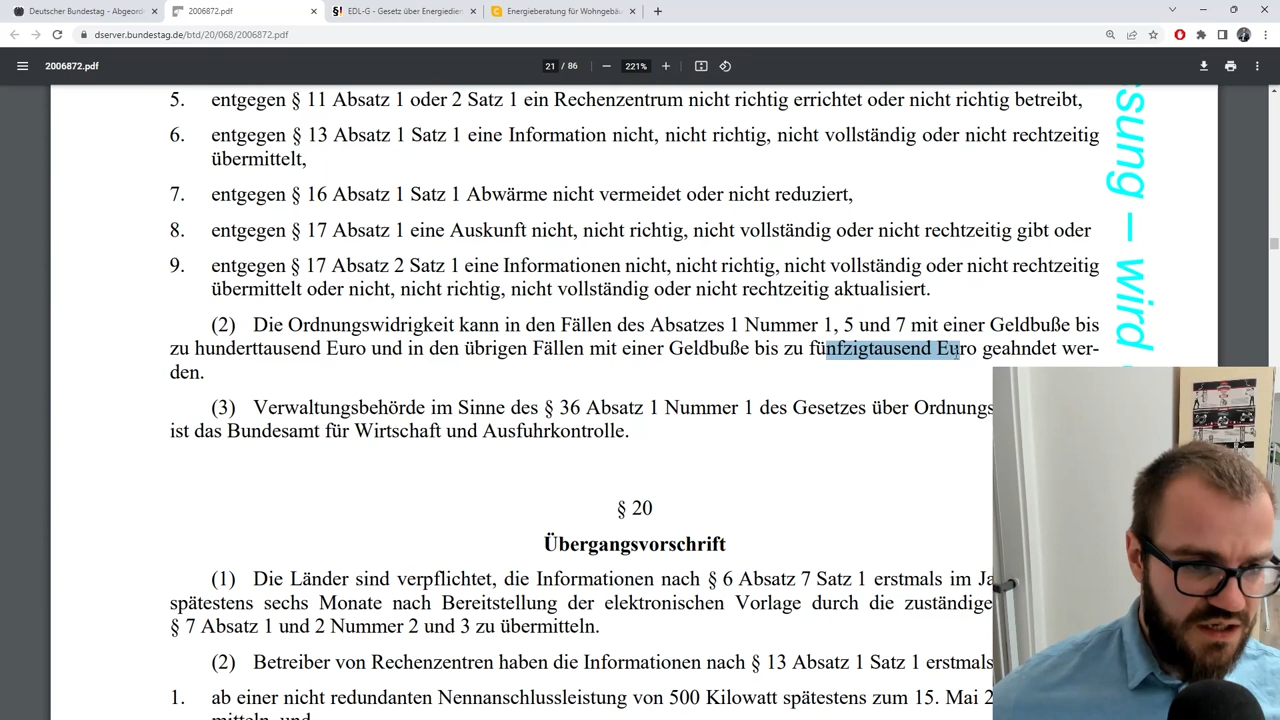 Deutscher Bundestag - Abgeord
2006872.pdf
EDL-G - Gesetz über Energiedien
Energieberatung für Wohngebäu
dserver.bundestag.de/btd/20/068/2006872.pdf
2006872.pdf
21 / 86
221%
5. entgegen § 11 Absatz 1 oder 2 Satz 1 ein Rechenzentrum nicht richtig errichtet oder nicht richtig betreibt,
6. entgegen § 13 Absatz 1 Satz 1 eine Information nicht, nicht richtig, nicht vollständig oder nicht rechtzeitig
übermittelt,
7. entgegen § 16 Absatz 1 Satz 1 Abwärme nicht vermeidet oder nicht reduziert,
8. entgegen § 17 Absatz 1 eine Auskunft nicht, nicht richtig, nicht vollständig oder nicht rechtzeitig gibt oder
9. entgegen § 17 Absatz 2 Satz 1 eine Informationen nicht, nicht richtig, nicht vollständig oder nicht rechtzeitig
übermittelt oder nicht, nicht richtig, nicht vollständig oder nicht rechtzeitig aktualisiert.
(2) Die Ordnungswidrigkeit kann in den Fällen des Absatzes 1 Nummer 1, 5 und 7 mit einer Geldbuße bis
zu hunderttausend Euro und in den übrigen Fällen mit einer Geldbuße bis zu fünfzigtausend Euro geahndet wer-
den.
(3) Verwaltungsbehörde im Sinne des § 36 Absatz 1 Nummer 1 des Gesetzes über Ordnungs
ist das Bundesamt für Wirtschaft und Ausfuhrkontrolle.
§ 20
Übergangsvorschrift
(1) Die Länder sind verpflichtet, die Informationen nach § 6 Absatz 7 Satz 1 erstmals im Ja
spätestens sechs Monate nach Bereitstellung der elektronischen Vorlage durch die zuständige
§ 7 Absatz 1 und 2 Nummer 2 und 3 zu übermitteln.
(2) Betreiber von Rechenzentren haben die Informationen nach § 13 Absatz 1 Satz 1 erstmals
1. ab einer nicht redundanten Nennanschlussleistung von 500 Kilowatt spätestens zum 15. Mai 2
mitteln, und
ssung – wird